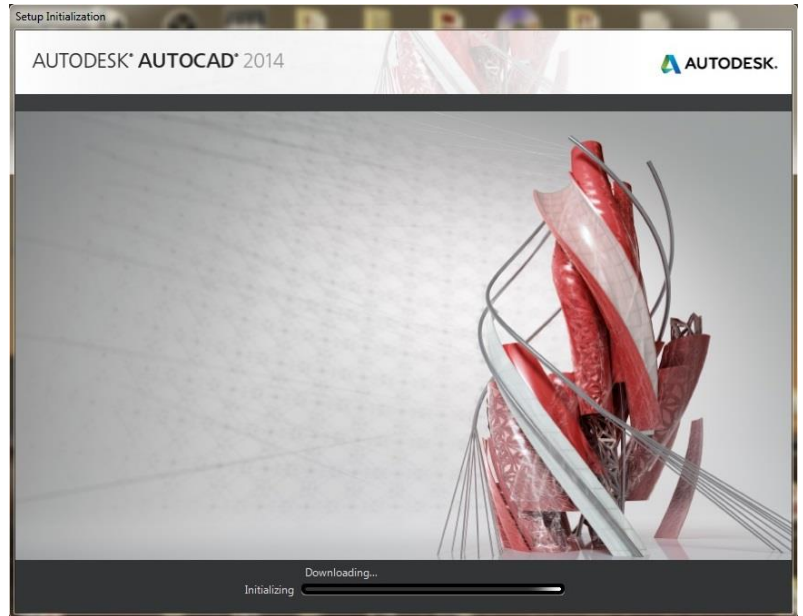 Setup Initialization
AUTODESK® AUTOCAD® 2014
AUTODESK.
Downloading...
Initializing